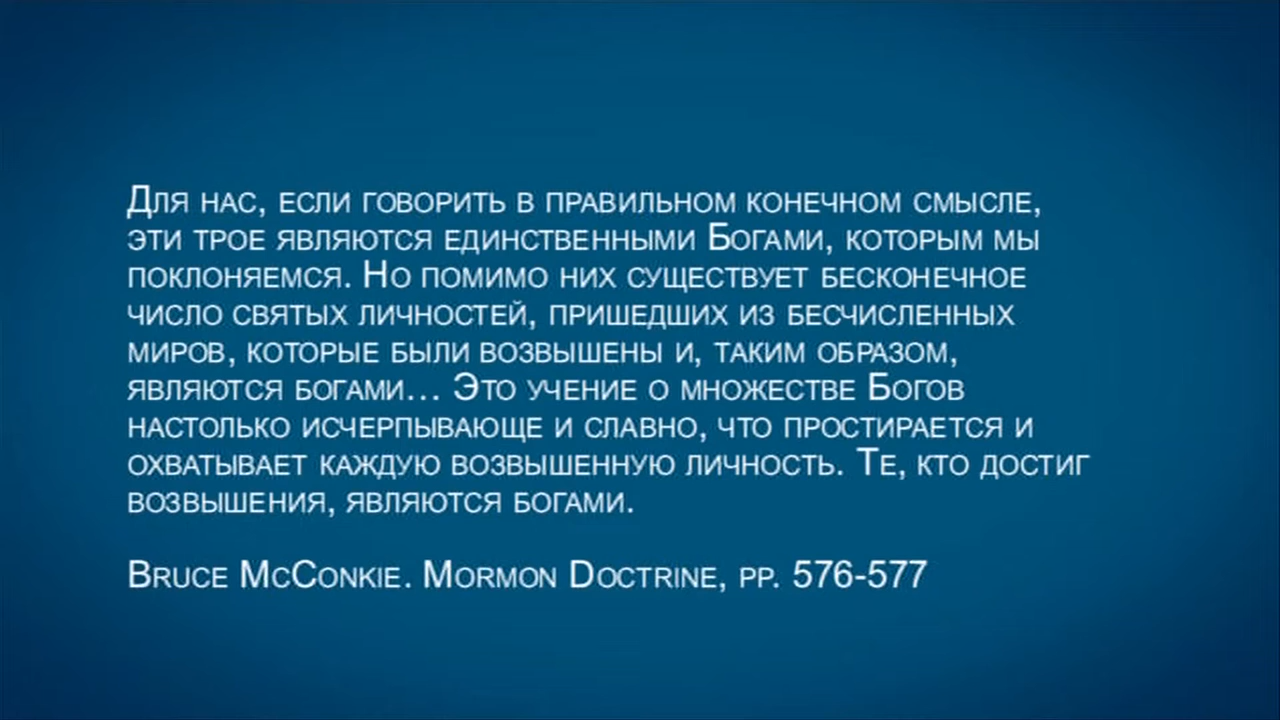 Для нас, если говорить в правильном конечном смысле,
эти трое являются единственными Богами, которым мы
поклоняемся. Но помимо них существует бесконечное
число святых личностей, пришедших из бесчисленных
миров, которые были возвышены и, таким образом,
являются богами... Это учение о множестве Богов
настолько исчерпывающе и славно, что простирается и
охватывает каждую возвышенную личность. Те, кто достиг
возвышения, являются богами.
Bruce McConkie. Mormon Doctrine, pp. 576-577